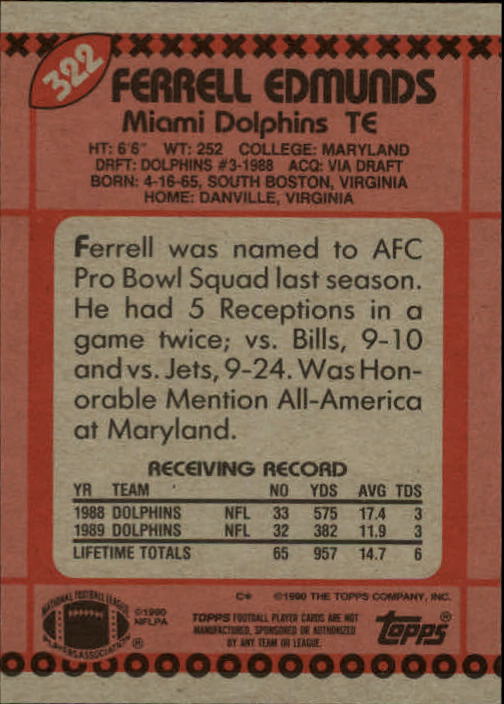 322
FERRELL EDMUNDS
Miami Dolphins TE
HT: 6'6" WT: 252 COLLEGE: MARYLAND
DRFT: DOLPHINS #3-1988 ACQ: VIA DRAFT
BORN: 4-16-65, SOUTH BOSTON, VIRGINIA
HOME: DANVILLE, VIRGINIA
Ferrell was named to AFC
Pro Bowl Squad last season.
He had 5 Receptions in a
game twice; vs. Bills, 9-10
and vs. Jets, 9-24. Was Hon-
orable Mention All-America
at Maryland.
RECEIVING RECORD
YR TEAM NO YDS AVG TDS
1988 DOLPHINS NFL 33 575 17.4 3
1989 DOLPHINS NFL 32 382 11.9 3
LIFETIME TOTALS 65 957 14.7 6
C* ©1990 THE TOPPS COMPANY, INC.
NATIONAL FOOTBALL LEAGUE
PLAYERS ASSOCIATION
®
©1990
NFLPA
TOPPS FOOTBALL PLAYER CARDS ARE NOT
MANUFACTURED, SPONSORED OR AUTHORIZED
BY ANY TEAM OR LEAGUE.
topps®